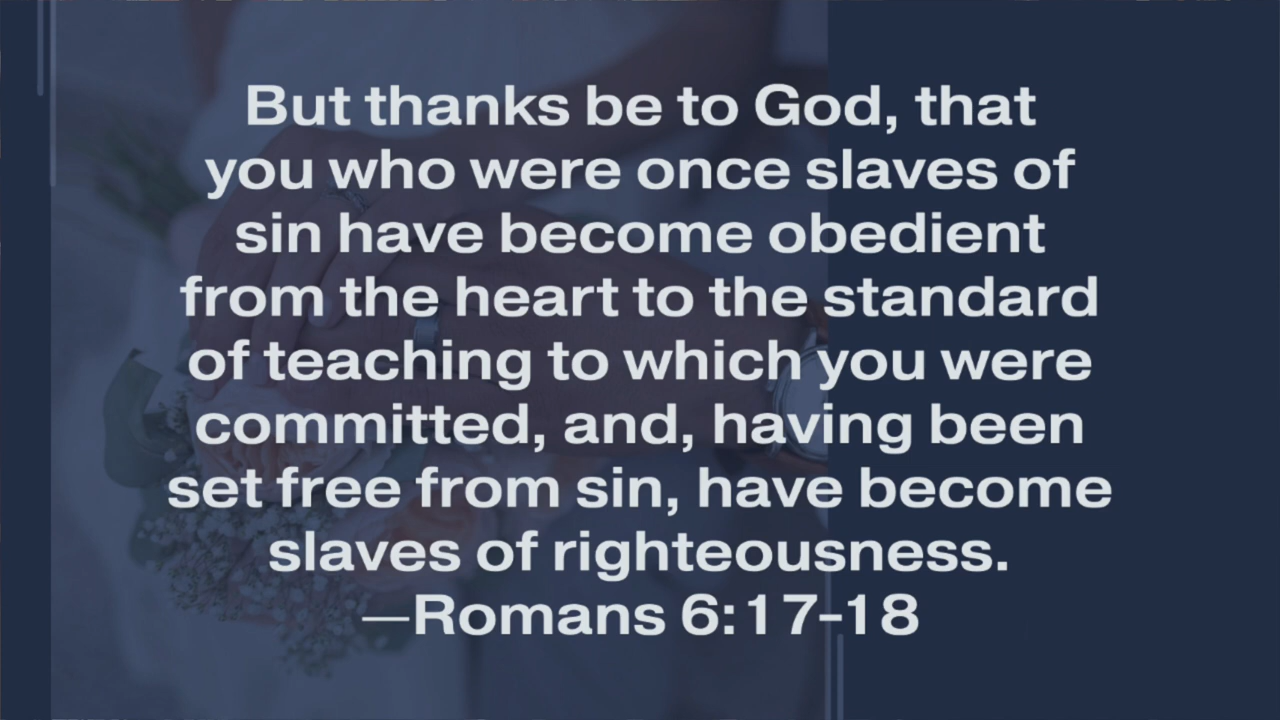 But thanks be to God, that
you who were once slaves of
sin have become obedient
from the heart to the standard
of teaching to which you were
committed, and, having been
set free from sin, have become
slaves of righteousness.
—Romans 6:17-18